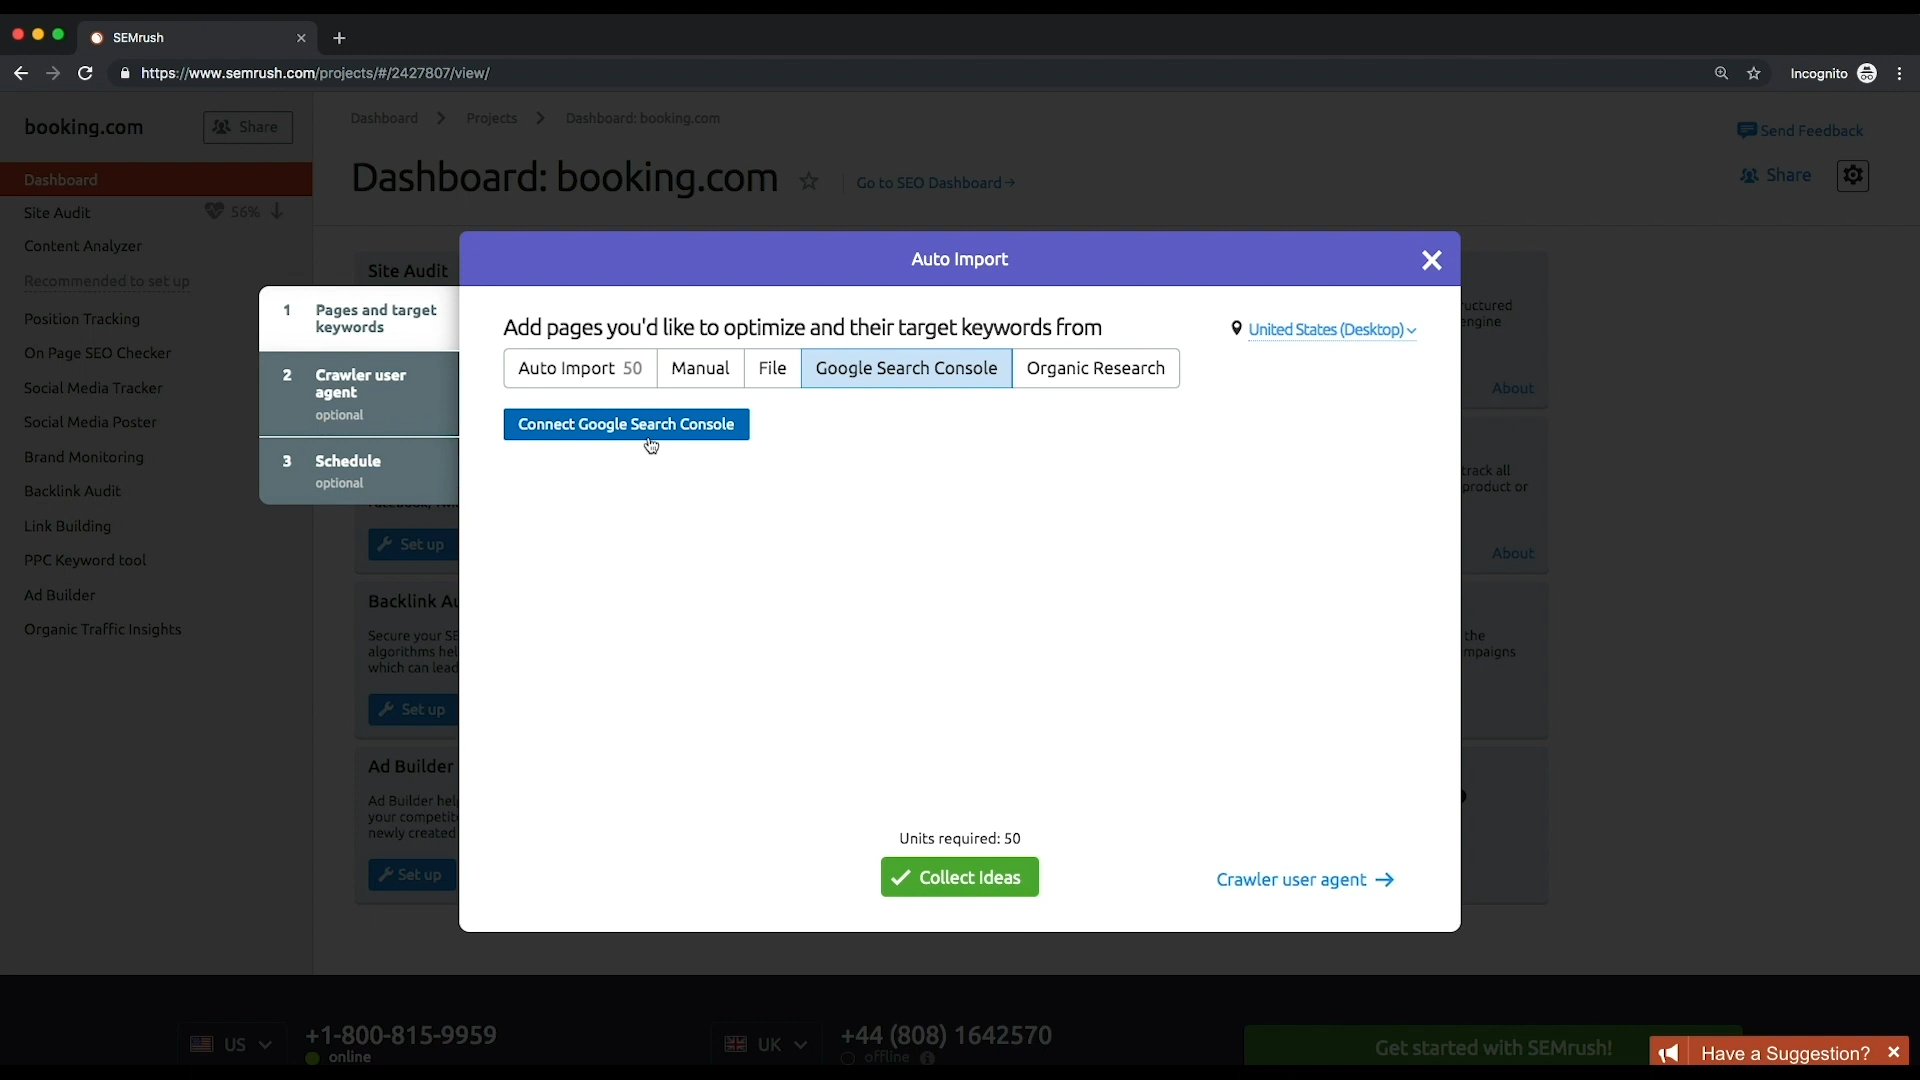 SEMrush
https://www.semrush.com/projects/#/2427807/view/
Incognito
booking.com
Share
Dashboard
Site Audit
56%
Content Analyzer
Recommended to set up
Position Tracking
On Page SEO Checker
Social Media Tracker
Social Media Poster
Brand Monitoring
Backlink Audit
Link Building
PPC Keyword tool
Ad Builder
Organic Traffic Insights
Dashboard
Projects
Dashboard: booking.com
Dashboard: booking.com
Go to SEO Dashboard→
Send Feedback
Share
Site Audit
1 Pages and target
keywords
2 Crawler user
agent
optional
3 Schedule
optional
Auto Import
Add pages you'd like to optimize and their target keywords from
United States (Desktop)
Auto Import 50
Manual
File
Google Search Console
Organic Research
Connect Google Search Console
Units required: 50
Collect Ideas
Crawler user agent →
Set up
Backlink Au
Secure your SE
algorithms hel
which can lead
Set up
Ad Builder
Ad Builder hel
your competit
newly created
Set up
uctured
engine
About
track all
product or
About
the
mpaigns
US
+1-800-815-9959
online
UK
+44 (808) 1642570
offline
Get started with SEMrush!
Have a Suggestion?